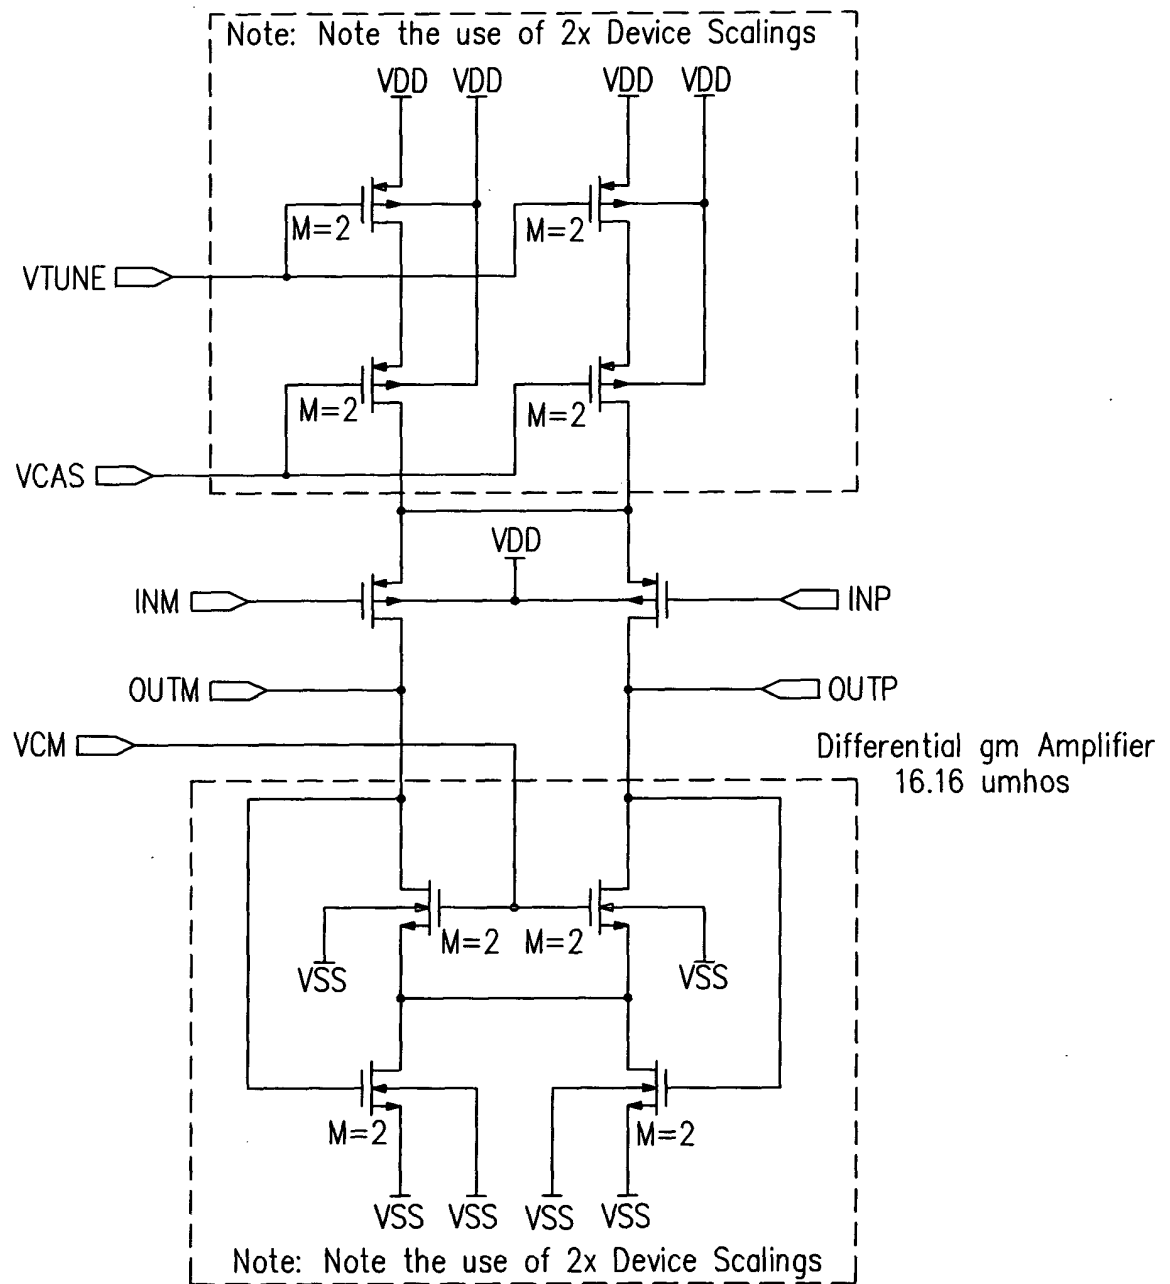 Note: Note the use of 2x Device Scalings
VDD VDD VDD VDD
M=2 M=2
VTUNE
M=2 M=2
VCAS
VDD
INM INP
OUTM OUTP
VCM
Differential gm Amplifier
16.16 umhos
M=2 M=2
VSS VSS
M=2 M=2
VSS VSS VSS VSS
Note: Note the use of 2x Device Scalings